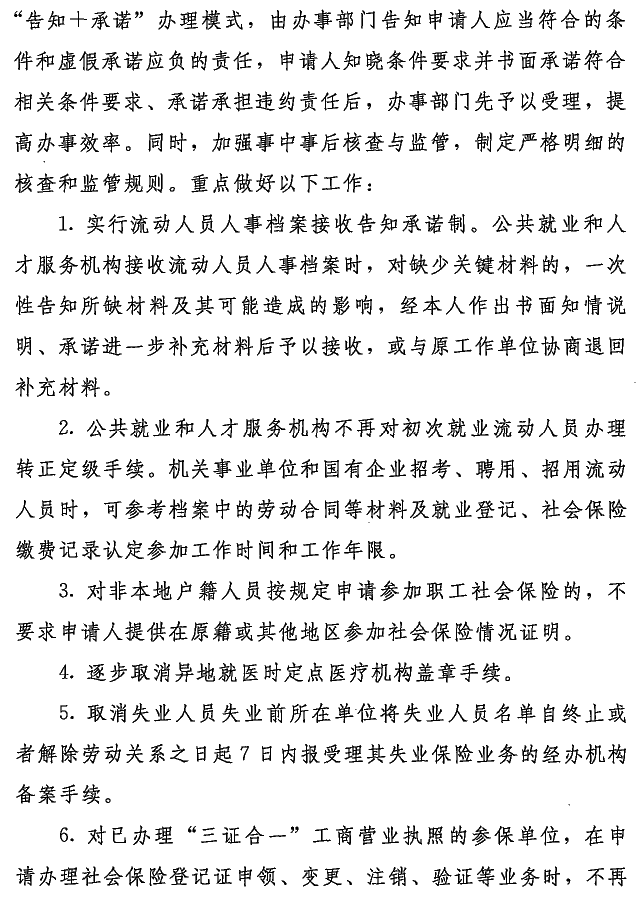 “告知＋承诺”办理模式，由办事部门告知申请人应当符合的条
件和虚假承诺应负的责任，申请人知晓条件要求并书面承诺符合
相关条件要求、承诺承担违约责任后，办事部门先予以受理，提
高办事效率。同时，加强事中事后核查与监管，制定严格明细的
核查和监管规则。重点做好以下工作：
1. 实行流动人员人事档案接收告知承诺制。公共就业和人
才服务机构接收流动人员人事档案时，对缺少关键材料的，一次
性告知所缺材料及其可能造成的影响，经本人作出书面知情说
明、承诺进一步补充材料后予以接收，或与原工作单位协商退回
补充材料。
2. 公共就业和人才服务机构不再对初次就业流动人员办理
转正定级手续。机关事业单位和国有企业招考、聘用、招用流动
人员时，可参考档案中的劳动合同等材料及就业登记、社会保险
缴费记录认定参加工作时间和工作年限。
3. 对非本地户籍人员按规定申请参加职工社会保险的，不
要求申请人提供在原籍或其他地区参加社会保险情况证明。
4. 逐步取消异地就医时定点医疗机构盖章手续。
5. 取消失业人员失业前所在单位将失业人员名单自终止或
者解除劳动关系之日起 7 日内报受理其失业保险业务的经办机构
备案手续。
6. 对已办理“三证合一”工商营业执照的参保单位，在申
请办理社会保险登记证申领、变更、注销、验证等业务时，不再